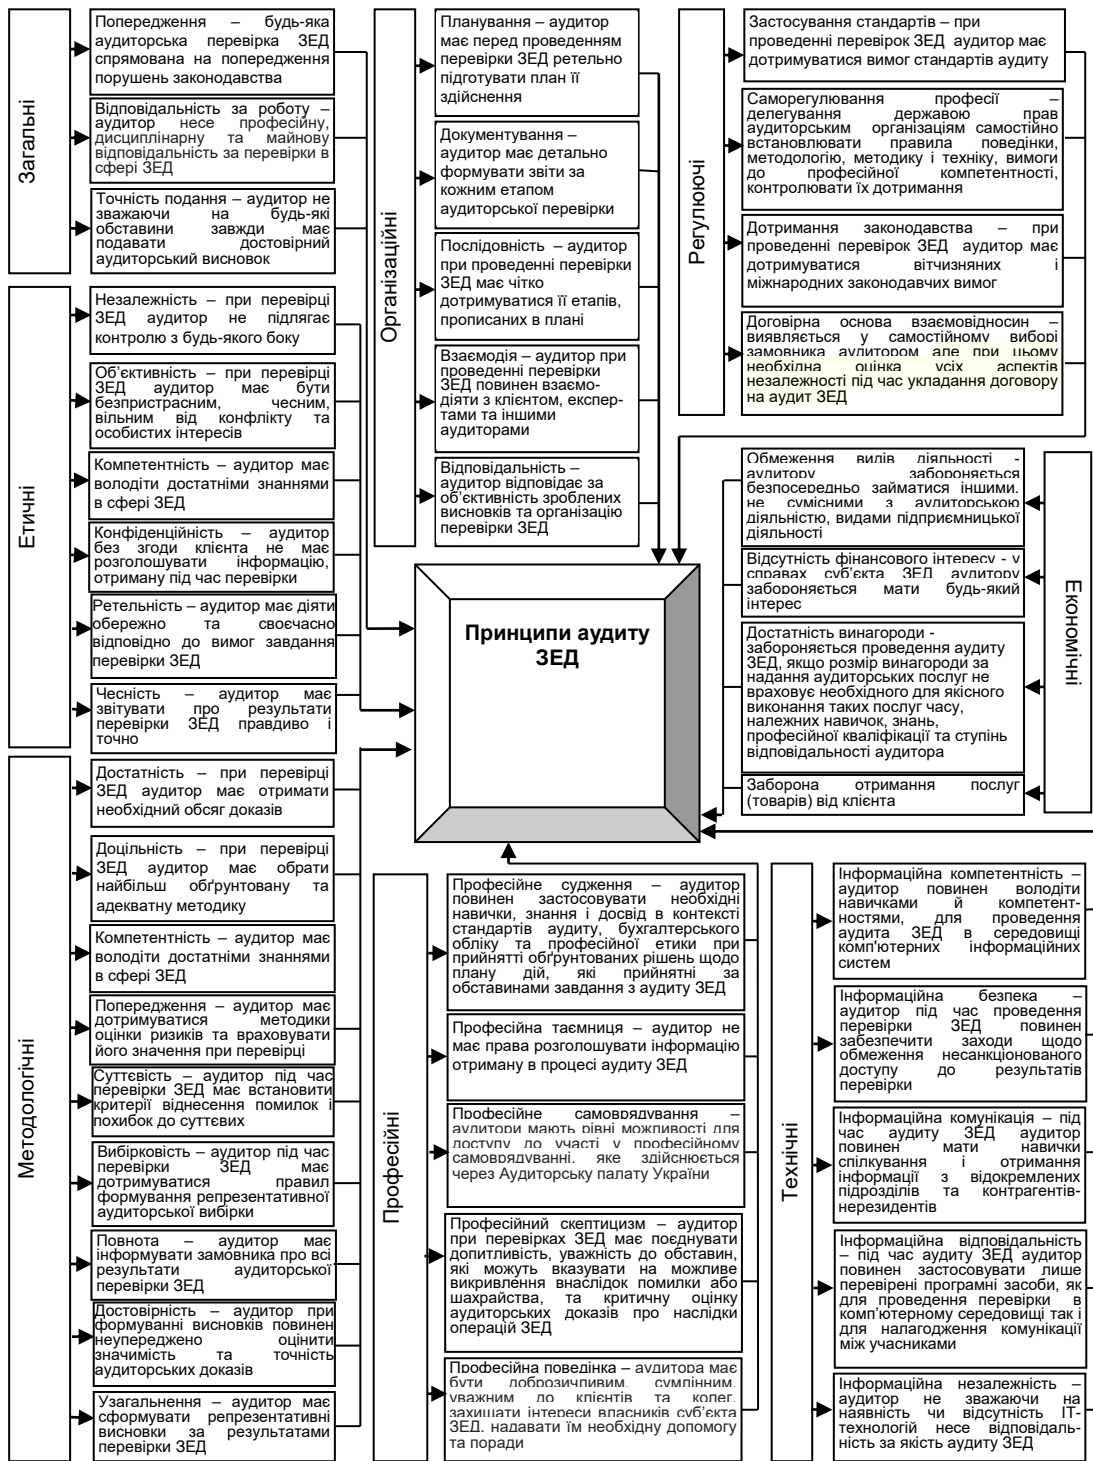 Загальні
Попередження – будь-яка
аудиторська перевірка ЗЕД
спрямована на попередження
порушень законодавства
Відповідальність за роботу –
аудитор несе професійну,
дисциплінарну та майнову
відповідальність за перевірки в
сфері ЗЕД
Точність подання – аудитор не
зважаючи на будь-які
обставини завжди має
подавати достовірний
аудиторський висновок
Етичні
Незалежність – при перевірці
ЗЕД аудитор не підлягає
контролю з будь-якого боку
Об’єктивність – при перевірці
ЗЕД аудитор має бути
безпристрасним, чесним,
вільним від конфлікту та
особистих інтересів
Компетентність – аудитор має
володіти достатніми знаннями
в сфері ЗЕД
Конфіденційність – аудитор
без згоди клієнта не має
розголошувати інформацію,
отриману під час перевірки
Ретельність – аудитор має діяти
обережно та своєчасно
відповідно до вимог завдання
перевірки ЗЕД
Чесність – аудитор має
звітувати про результати
перевірки ЗЕД правдиво і
точно
Методологічні
Достатність – при перевірці
ЗЕД аудитор має отримати
необхідний обсяг доказів
Доцільність – при перевірці
ЗЕД аудитор має обрати
найбільш обґрунтовану та
адекватну методику
Компетентність – аудитор має
володіти достатніми знаннями
в сфері ЗЕД
Попередження – аудитор має
дотримуватися методики
оцінки ризиків та враховувати
його значення при перевірці
Суттєвість – аудитор під час
перевірки ЗЕД має встановити
критерії віднесення помилок і
похибок до суттєвих
Вибірковість – аудитор під час
перевірки ЗЕД має
дотримуватися правил
формування репрезентативної
аудиторської вибірки
Повнота – аудитор має
інформувати замовника про всі
результати аудиторської
перевірки ЗЕД
Достовірність – аудитор при
формуванні висновків повинен
неупереджено оцінити
значимість та точність
аудиторських доказів
Узагальнення – аудитор має
сформувати репрезентативні
висновки за результатами
перевірки ЗЕД
Організаційні
Планування – аудитор
має перед проведенням
перевірки ЗЕД ретельно
підготувати план її
здійснення
Документування –
аудитор має детально
формувати звіти за
кожним етапом
аудиторської перевірки
Послідовність – аудитор
при проведенні перевірки
ЗЕД має чітко
дотримуватися її етапів,
прописаних в плані
Взаємодія – аудитор при
проведенні перевірки
ЗЕД повинен взаємо-
діяти з клієнтом, експер-
тами та іншими
аудиторами
Відповідальність –
аудитор відповідає за
об’єктивність зроблених
висновків та організацію
перевірки ЗЕД
Принципи аудиту
ЗЕД
Професійні
Професійне судження – аудитор
повинен застосовувати необхідні
навички, знання і досвід в контексті
стандартів аудиту, бухгалтерського
обліку та професійної етики при
прийнятті обґрунтованих рішень щодо
плану дій, які прийнятні за
обставинами завдання з аудиту ЗЕД
Професійна таємниця – аудитор не
має права розголошувати інформацію
отриману в процесі аудиту ЗЕД
Професійне самоврядування –
аудитори мають рівні можливості для
доступу до участі у професійному
самоврядуванні, яке здійснюється
через Аудиторську палату України
Професійний скептицизм – аудитор
при перевірках ЗЕД має поєднувати
допитливість, уважність до обставин,
які можуть вказувати на можливе
викривлення внаслідок помилки або
шахрайства, та критичну оцінку
аудиторських доказів про наслідки
операцій ЗЕД
Професійна поведінка – аудитора має
бути доброзичливим, сумлінним,
уважним до клієнтів та колег,
захищати інтереси власників суб’єкта
ЗЕД, надавати їм необхідну допомогу
та поради
Регулюючі
Застосування стандартів – при
проведенні перевірок ЗЕД аудитор має
дотримуватися вимог стандартів аудиту
Саморегулювання професії –
делегування державою прав
аудиторським організаціям самостійно
встановлювати правила поведінки,
методологію, методику і техніку, вимоги
до професійної компетентності,
контролювати їх дотримання
Дотримання законодавства – при
проведенні перевірок ЗЕД аудитор має
дотримуватися вітчизняних і
міжнародних законодавчих вимог
Договірна основа взаємовідносин –
виявляється у самостійному виборі
замовника аудитором але при цьому
необхідна оцінка усіх аспектів
незалежності під час укладання договору
на аудит ЗЕД
Економічні
Обмеження видів діяльності -
аудитору забороняється
безпосередньо займатися іншими,
не сумісними з аудиторською
діяльністю, видами підприємницької
діяльності
Відсутність фінансового інтересу - у
справах суб’єкта ЗЕД аудитору
забороняється мати будь-який
інтерес
Достатність винагороди -
забороняється проведення аудиту
ЗЕД, якщо розмір винагороди за
надання аудиторських послуг не
враховує необхідного для якісного
виконання таких послуг часу,
належних навичок, знань,
професійної кваліфікації та ступінь
відповідальності аудитора
Заборона отримання послуг
(товарів) від клієнта
Технічні
Інформаційна компетентність –
аудитор повинен володіти
навичками й компетент-
ностями, для проведення
аудита ЗЕД в середовищі
комп'ютерних інформаційних
систем
Інформаційна безпека –
аудитор під час проведення
перевірки ЗЕД повинен
забезпечити заходи щодо
обмеження несанкціонованого
доступу до результатів
перевірки
Інформаційна комунікація – під
час аудиту ЗЕД аудитор
повинен мати навички
спілкування і отримання
інформації з відокремлених
підрозділів та контрагентів-
нерезидентів
Інформаційна відповідальність
– під час аудиту ЗЕД аудитор
повинен застосовувати лише
перевірені програмні засоби, як
для проведення перевірки в
комп’ютерному середовищі так і
для налагодження комунікації
між учасниками
Інформаційна незалежність –
аудитор не зважаючи на
наявність чи відсутність ІТ-
технологій несе відповідаль-
ність за якість аудиту ЗЕД